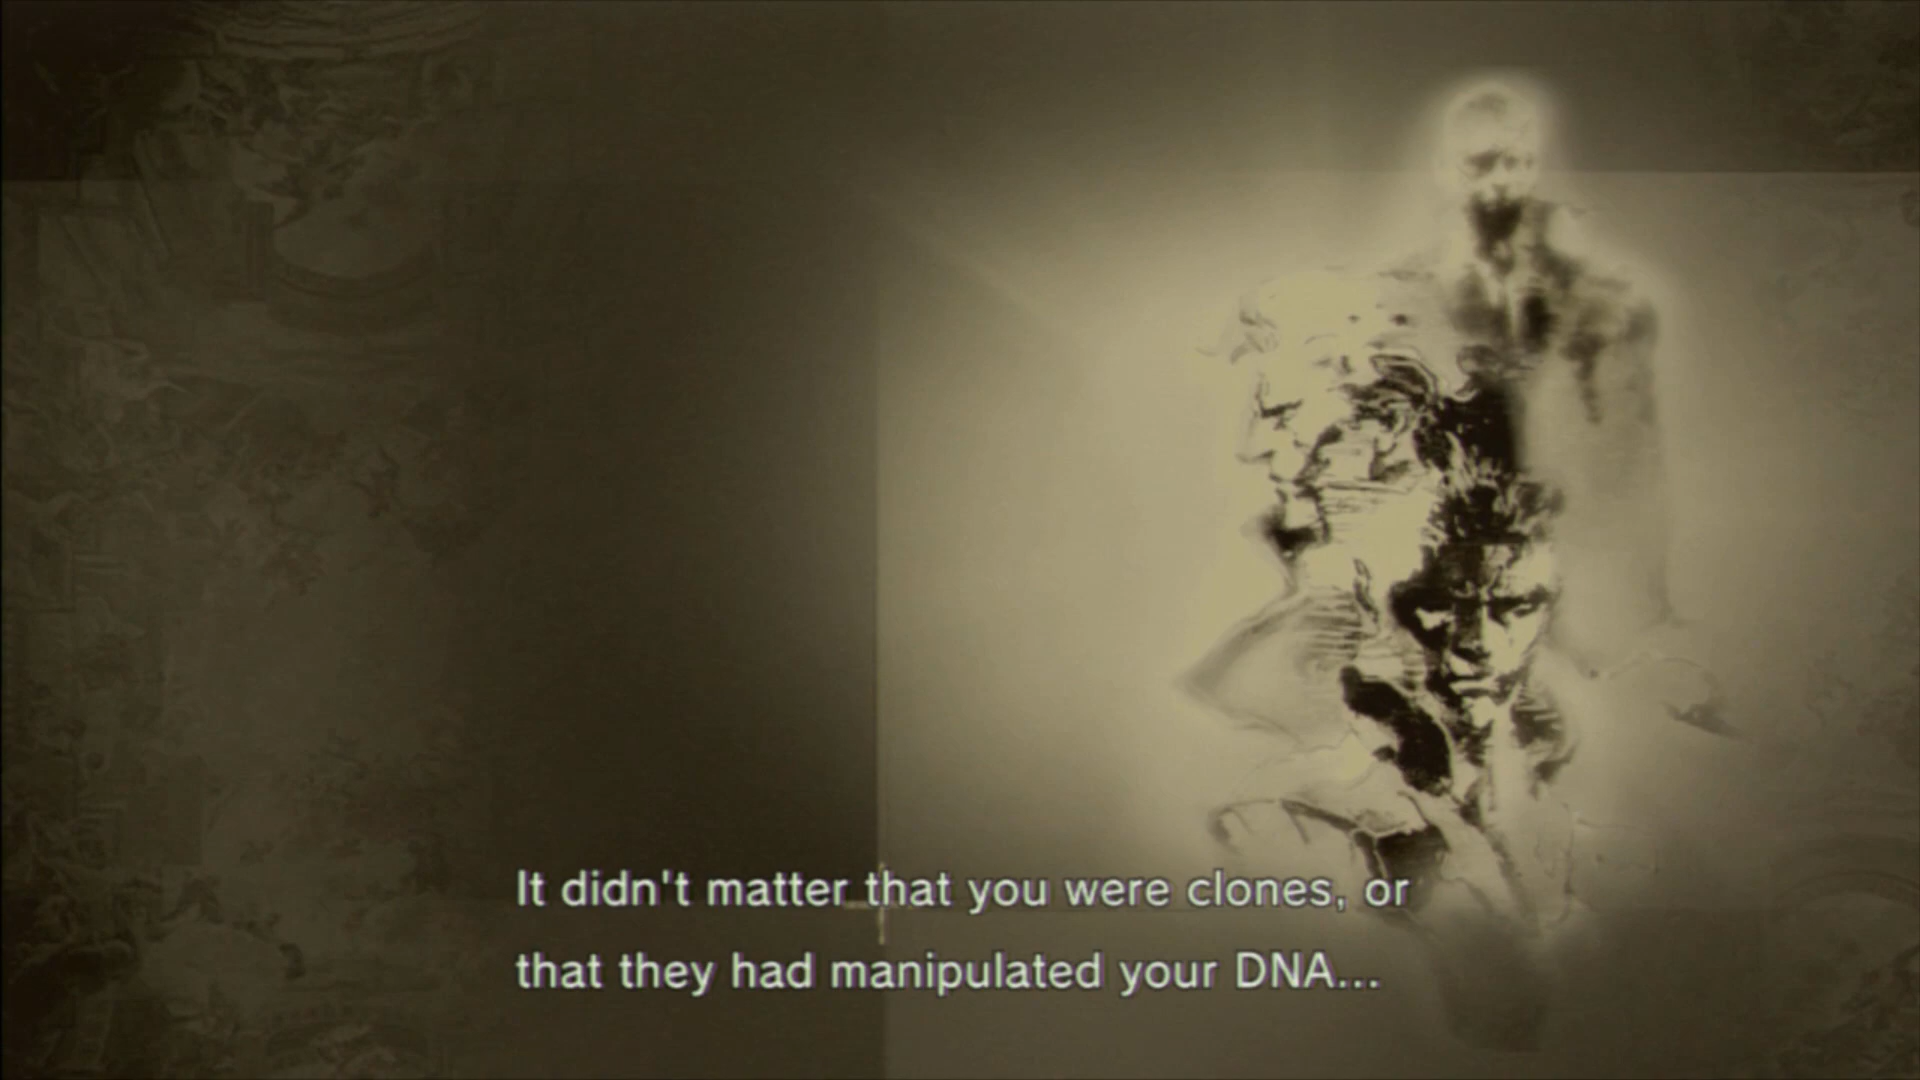 It didn't matter that you were clones, or
that they had manipulated your DNA...